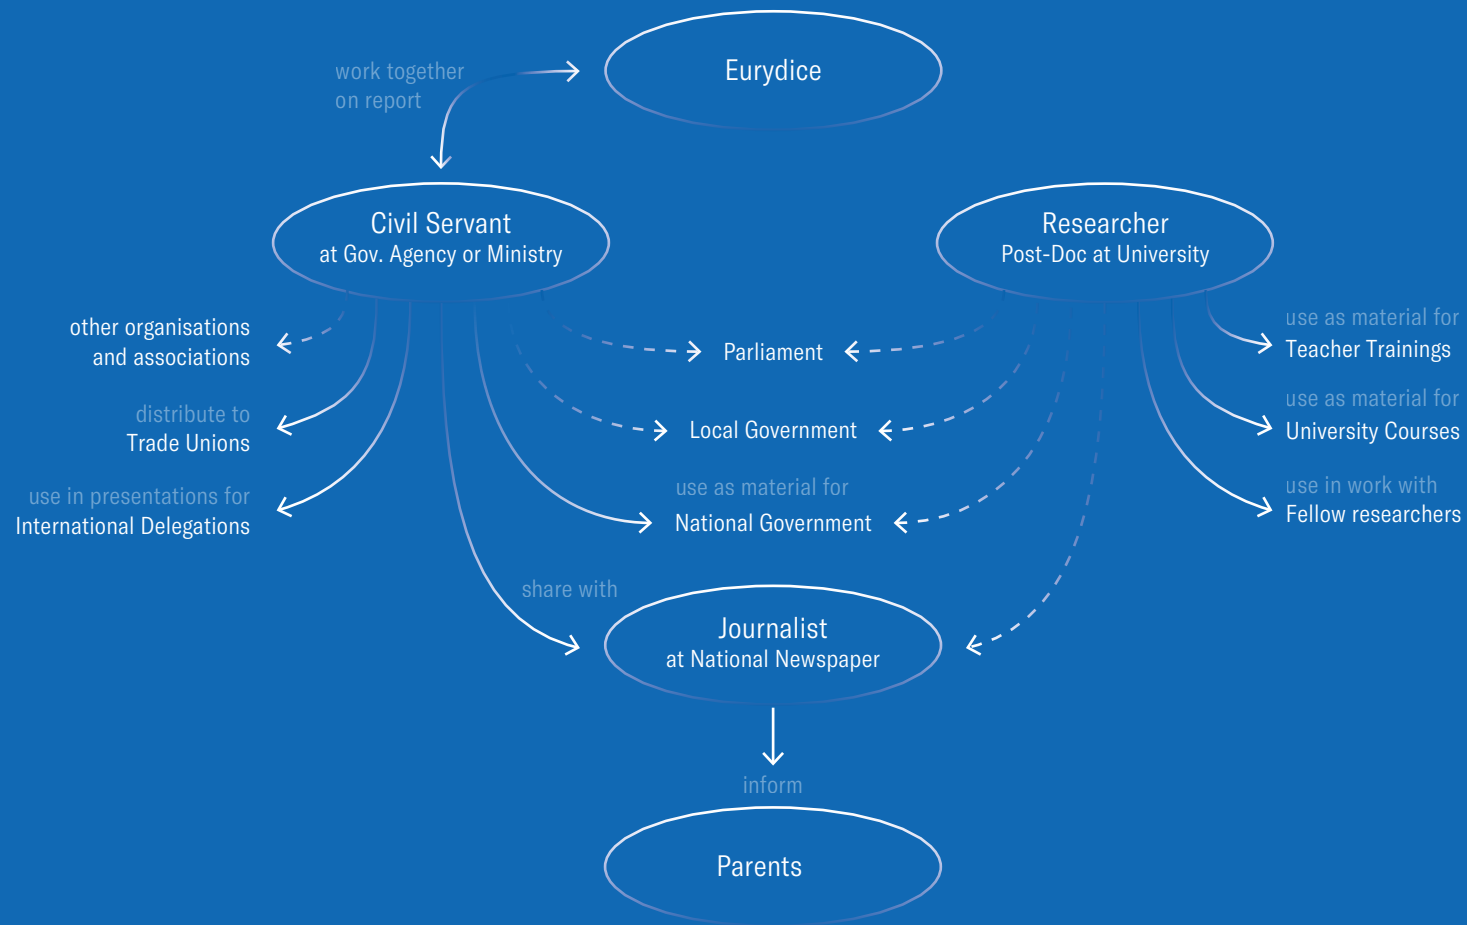 Eurydice
work together
on report
Civil Servant
at Gov. Agency or Ministry
Researcher
Post-Doc at University
other organisations
and associations
distribute to
Trade Unions
use in presentations for
International Delegations
Parliament
Local Government
use as material for
National Government
use as material for
Teacher Trainings
use as material for
University Courses
use in work with
Fellow researchers
share with
Journalist
at National Newspaper
inform
Parents